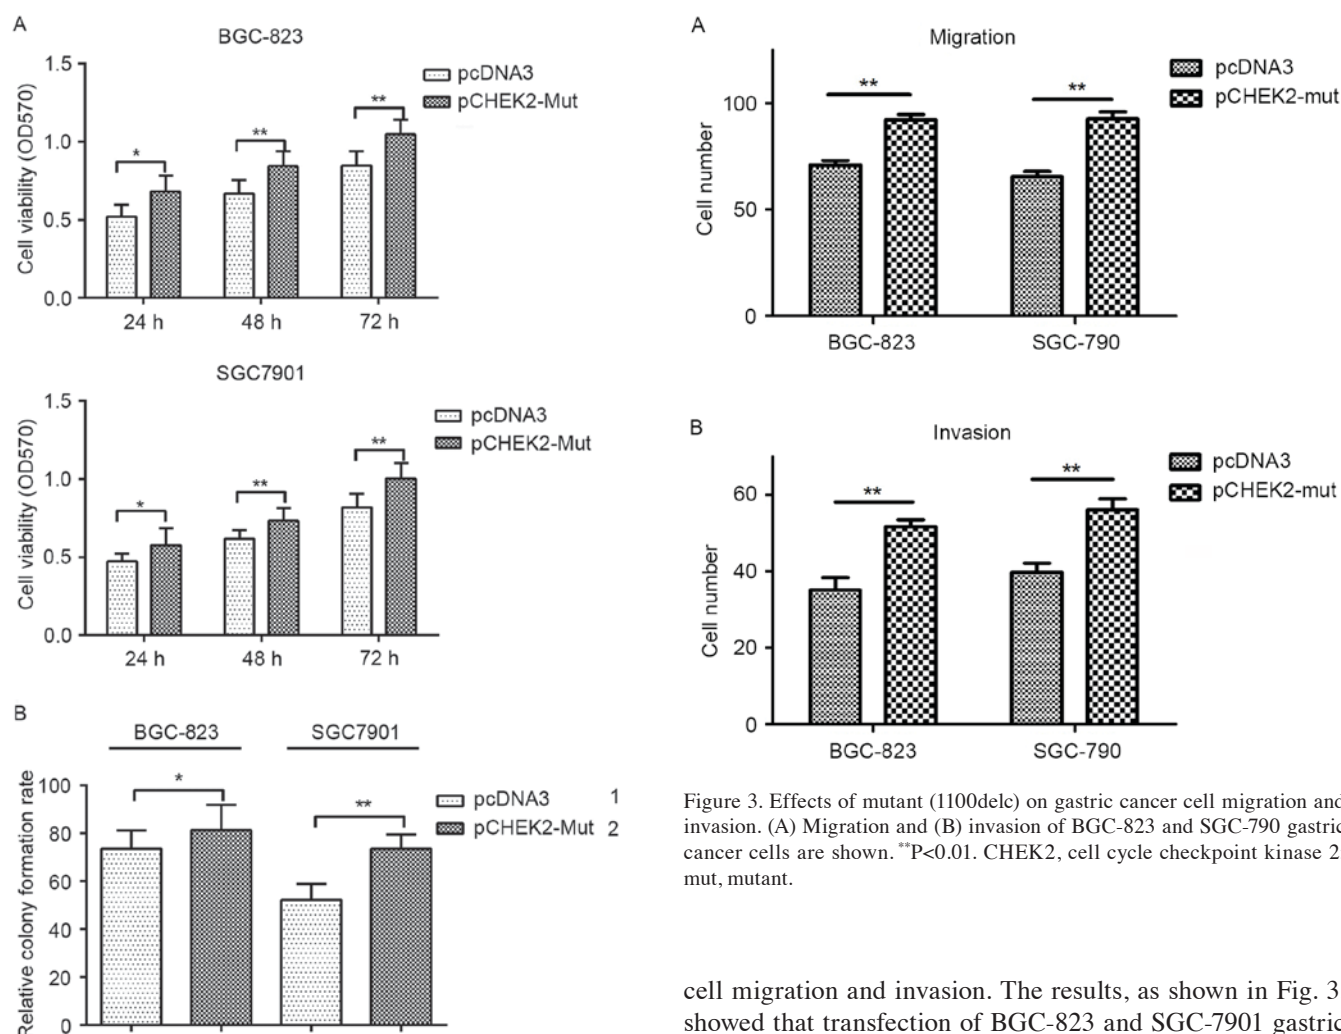 A
BGC-823
pcDNA3
pCHEK2-Mut
Cell viability (OD570)
1.5
1.0
0.5
0.0
*
**
**
24 h
48 h
72 h
SGC7901
pcDNA3
pCHEK2-Mut
Cell viability (OD570)
1.5
1.0
0.5
0.0
*
**
**
24 h
48 h
72 h
B
BGC-823
SGC7901
pcDNA3 1
pCHEK2-Mut 2
Relative colony formation rate
100
80
60
40
20
0
*
**
A
Migration
pcDNA3
pCHEK2-mut
Cell number
100
50
0
**
**
BGC-823
SGC-790
B
Invasion
pcDNA3
pCHEK2-mut
Cell number
60
40
20
0
**
**
BGC-823
SGC-790
Figure 3. Effects of mutant (1100delc) on gastric cancer cell migration and
invasion. (A) Migration and (B) invasion of BGC-823 and SGC-790 gastric
cancer cells are shown. **P<0.01. CHEK2, cell cycle checkpoint kinase 2
mut, mutant.
cell migration and invasion. The results, as shown in Fig. 3
showed that transfection of BGC-823 and SGC-7901 gastric